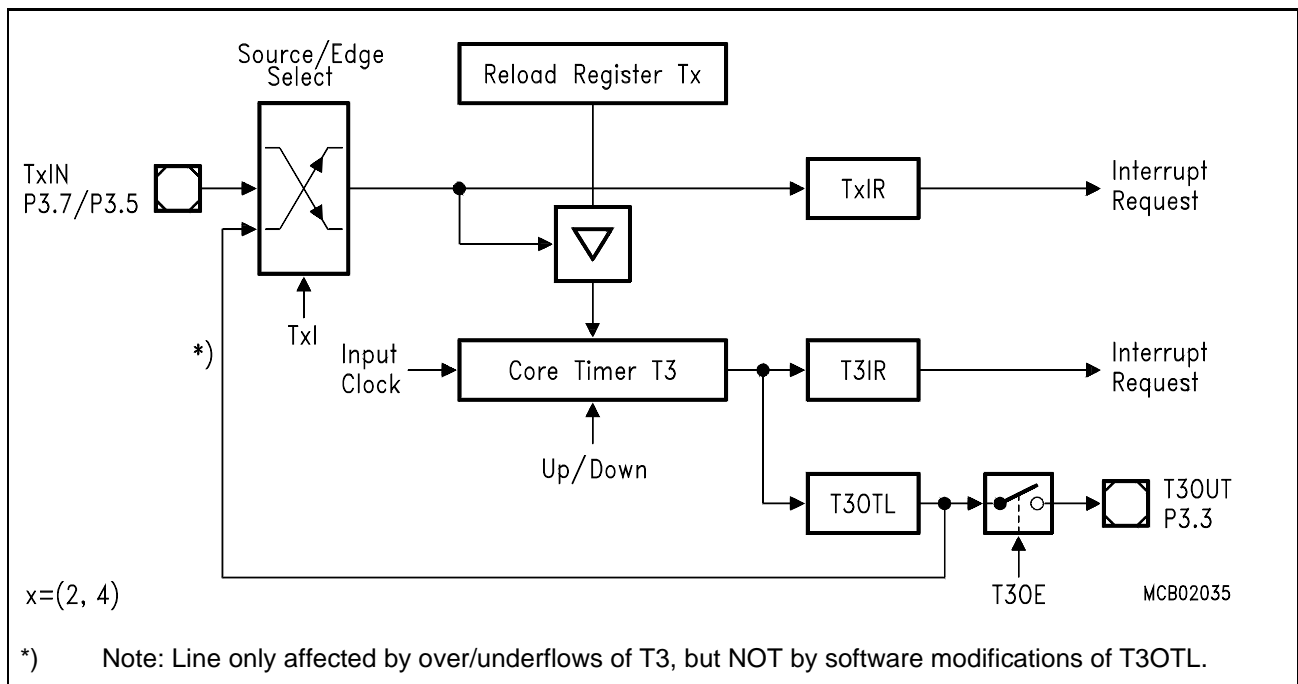 Source/Edge
Select
Reload Register Tx
TxIN
P3.7/P3.5
TxIR
Interrupt
Request
TxI
*)
Input
Clock
Core Timer T3
T3IR
Interrupt
Request
Up/Down
T3OTL
T3OUT
P3.3
x=(2, 4)
T3OE
MCB02035
*) Note: Line only affected by over/underflows of T3, but NOT by software modifications of T3OTL.